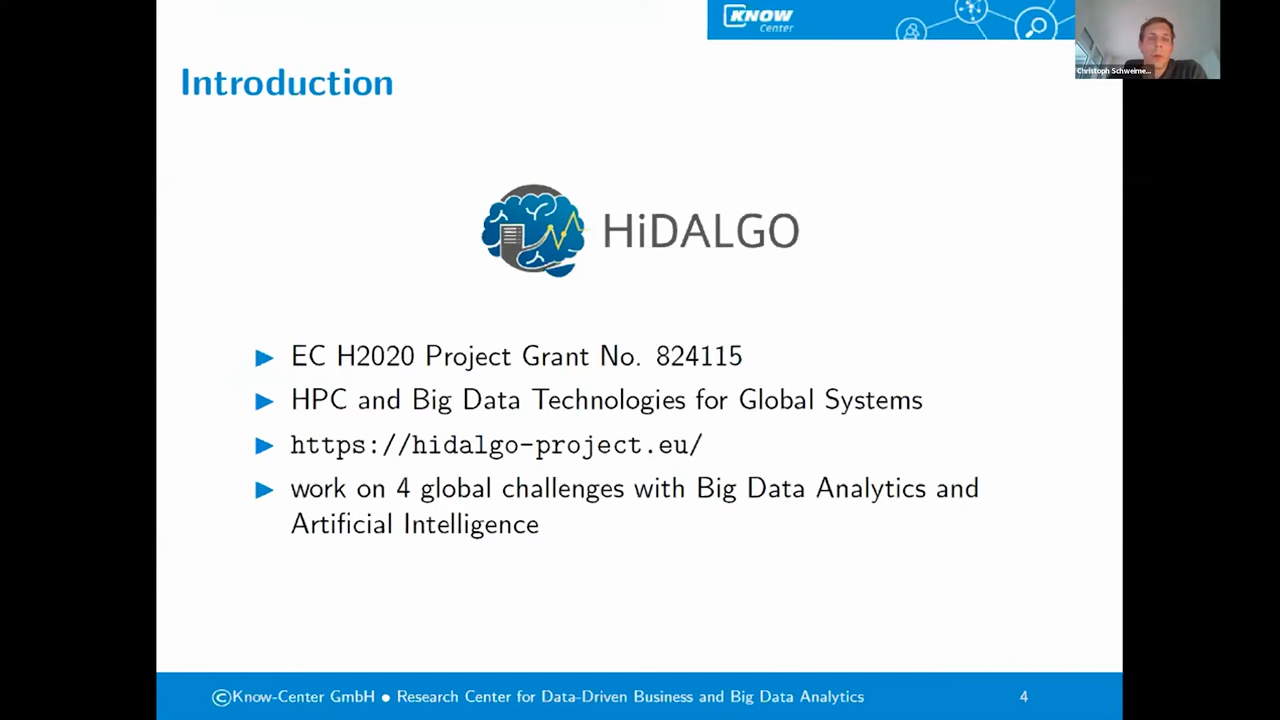 KNOW
Center
Christoph Schweime...
Introduction
HiDALGO
EC H2020 Project Grant No. 824115
HPC and Big Data Technologies for Global Systems
https://hidalgo-project.eu/
work on 4 global challenges with Big Data Analytics and
Artificial Intelligence
©Know-Center GmbH • Research Center for Data-Driven Business and Big Data Analytics
4